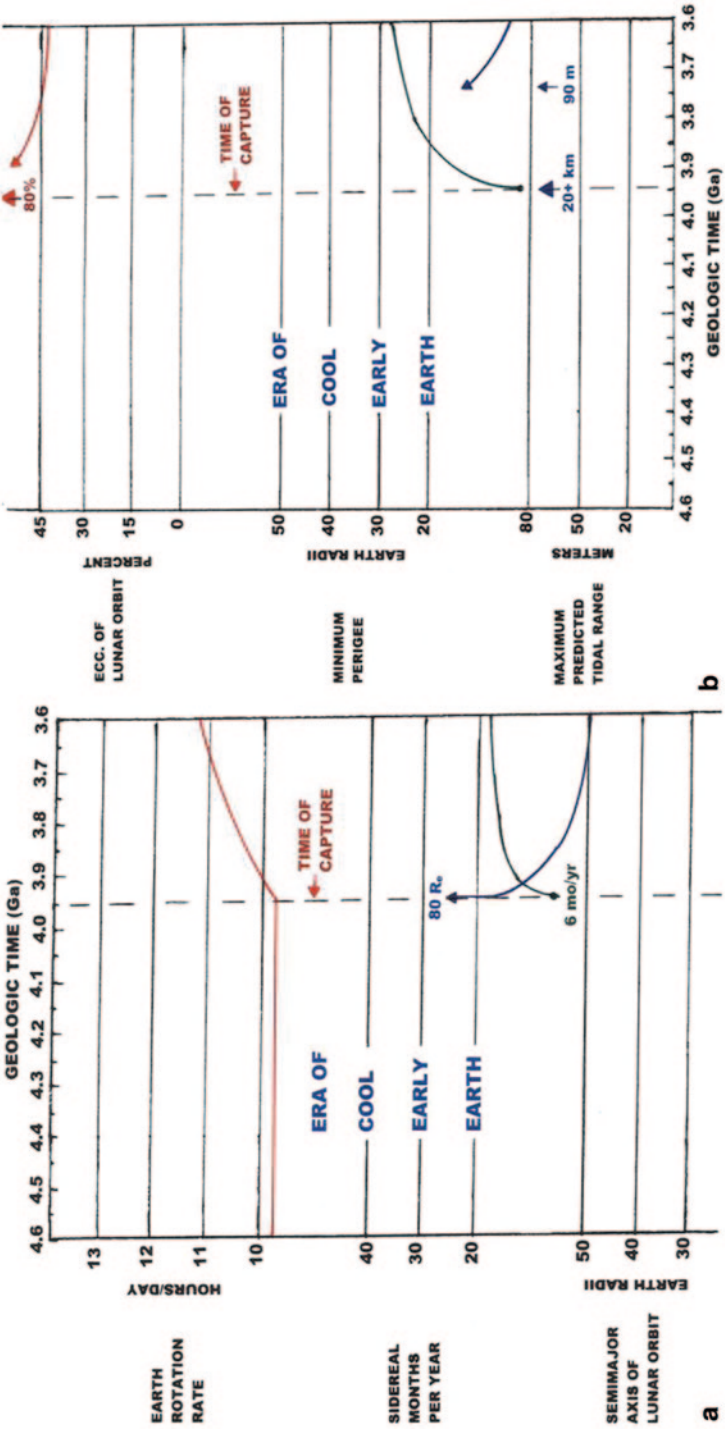 a
GEOLOGIC TIME (Ga)
4.6 4.5 4.4 4.3 4.2 4.1 4.0 3.9 3.8 3.7 3.6
EARTH
ROTATION
RATE
HOURS/DAY
13
12
11
10
TIME OF
CAPTURE
SIDEREAL
MONTHS
PER YEAR
40
30
20
ERA OF
COOL
EARLY
EARTH
80 Rₑ
6 mo/yr
SEMIMAJOR
AXIS OF
LUNAR ORBIT
EARTH RADII
50
40
30
b
ECC. OF
LUNAR ORBIT
PERCENT
45
30
15
0
80%
TIME OF
CAPTURE
MINIMUM
PERIGEE
EARTH RADII
50
40
30
20
ERA OF
COOL
EARLY
EARTH
MAXIMUM
PREDICTED
TIDAL RANGE
METERS
80
50
20
20+ km
90 m
4.6 4.5 4.4 4.3 4.2 4.1 4.0 3.9 3.8 3.7 3.6
GEOLOGIC TIME (Ga)